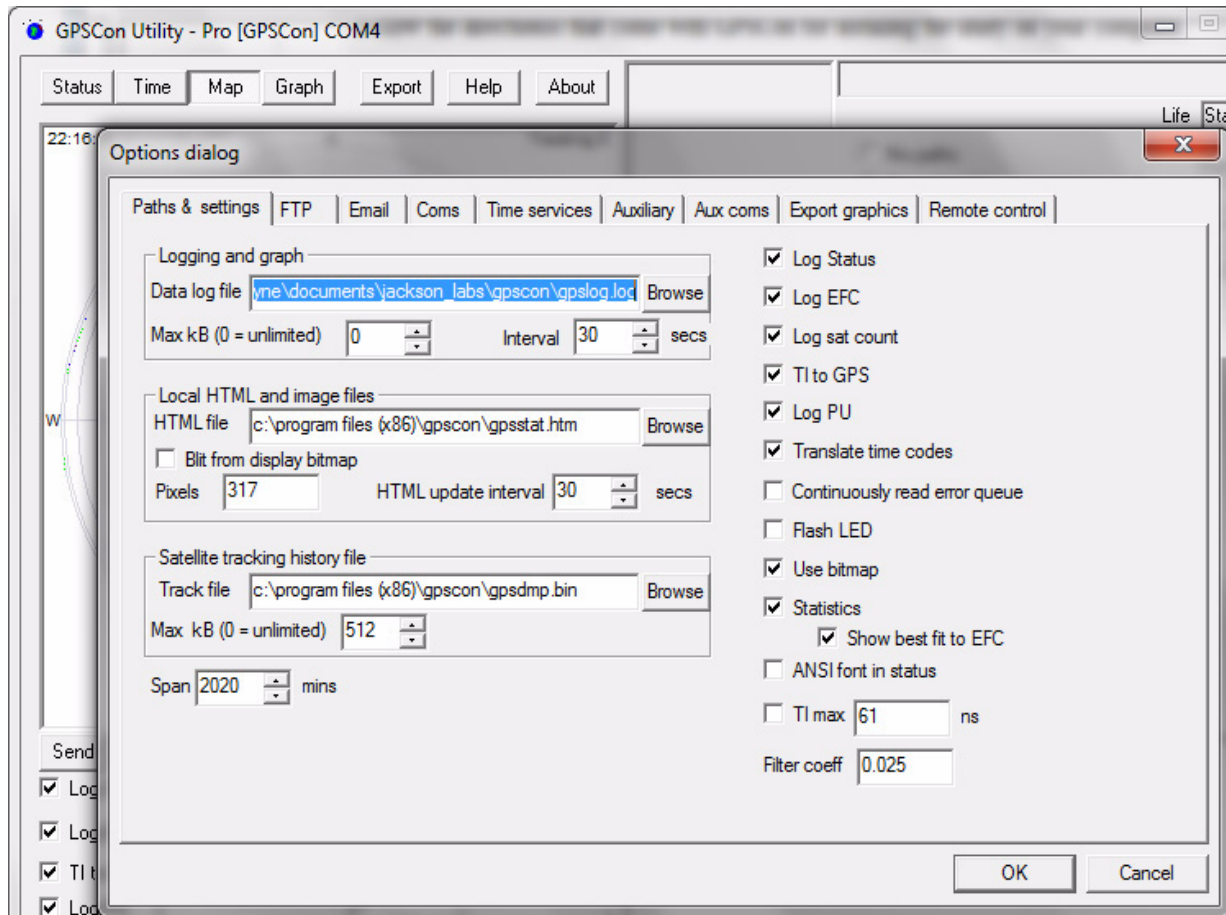 GPSCon Utility - Pro [GPSCon] COM4
Status Time Map Graph Export Help About
Life Sta
22:16:
Options dialog
Paths & settings FTP Email Coms Time services Auxiliary Aux coms Export graphics Remote control
Logging and graph
Data log file yne\documents\jackson_labs\gpscon\gpslog.log Browse
Max kB (0 = unlimited) 0 Interval 30 secs
Local HTML and image files
HTML file c:\program files (x86)\gpscon\gpsstat.htm Browse
Blit from display bitmap
Pixels 317 HTML update interval 30 secs
Satellite tracking history file
Track file c:\program files (x86)\gpscon\gpsdmp.bin Browse
Max kB (0 = unlimited) 512
Span 2020 mins
Log Status
Log EFC
Log sat count
TI to GPS
Log PU
Translate time codes
Continuously read error queue
Flash LED
Use bitmap
Statistics
Show best fit to EFC
ANSI font in status
TI max 61 ns
Filter coeff 0.025
OK Cancel
W
Send
Log
Log
TI t
Log